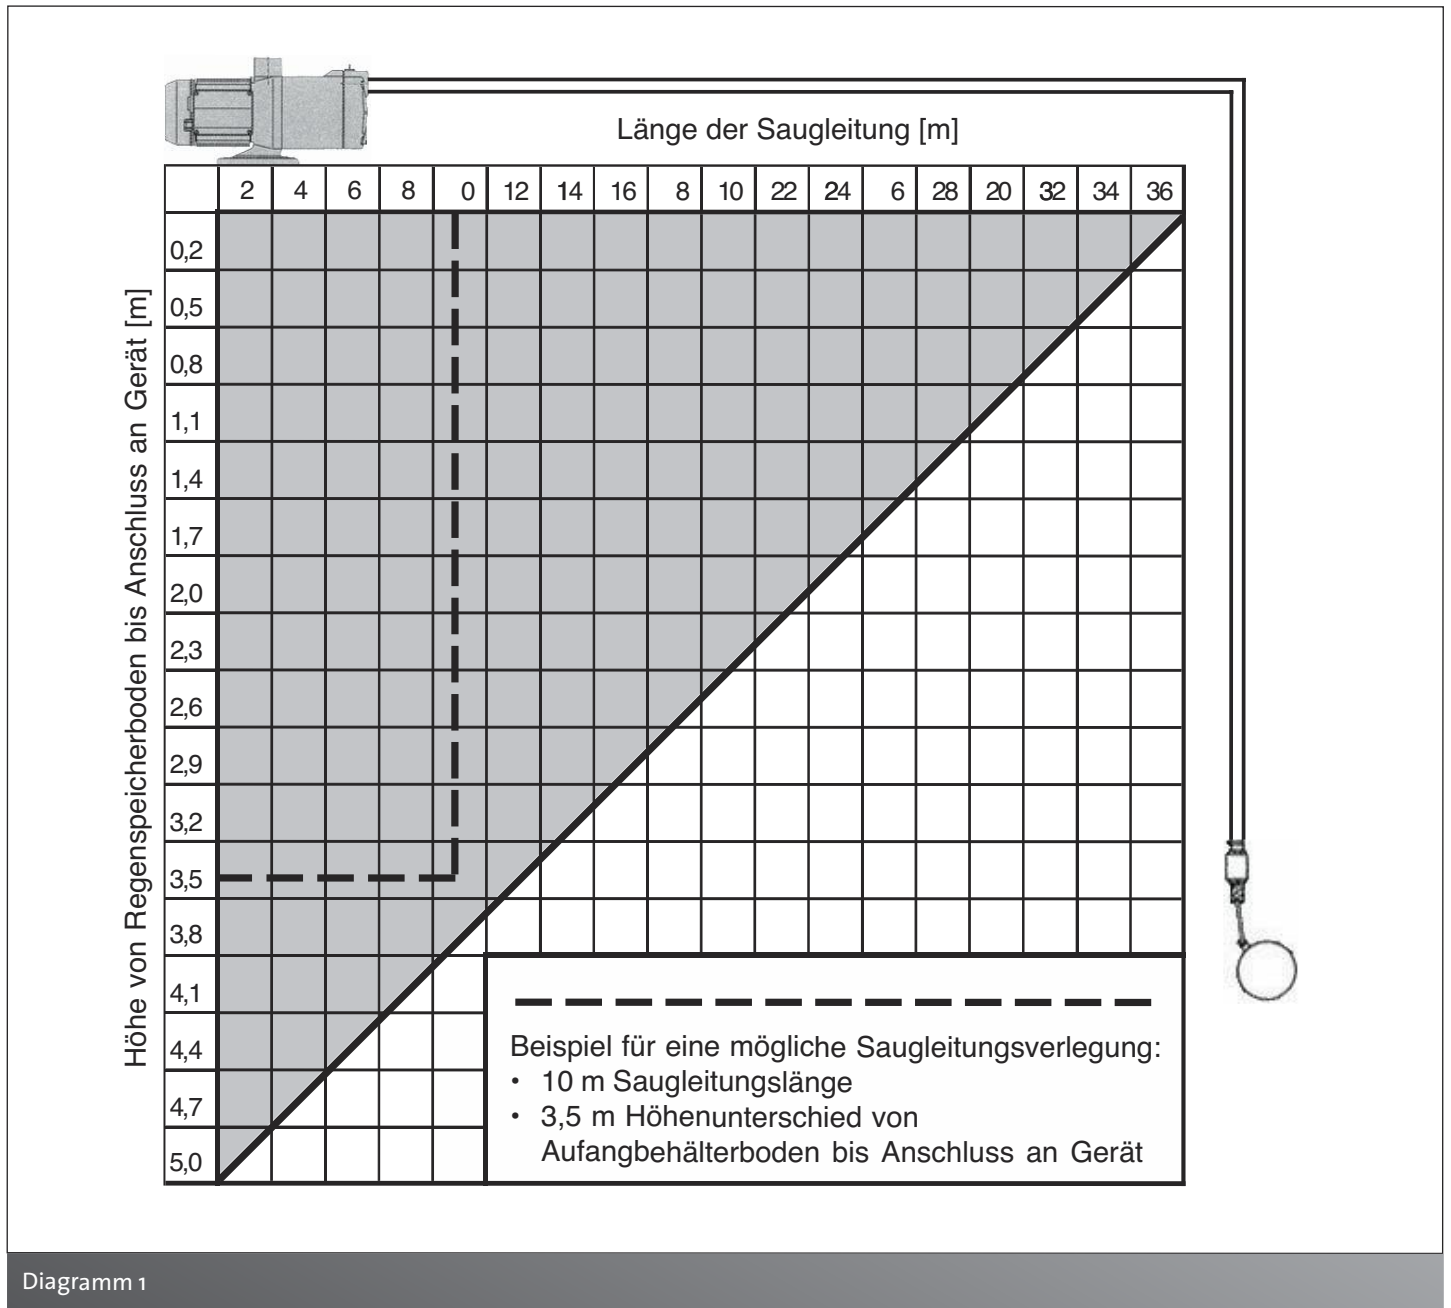 Länge der Saugleitung [m]
2 4 6 8 0 12 14 16 8 10 22 24 6 28 20 32 34 36
Höhe von Regenspeicherboden bis Anschluss an Gerät [m]
0,2
0,5
0,8
1,1
1,4
1,7
2,0
2,3
2,6
2,9
3,2
3,5
3,8
4,1
4,4
4,7
5,0
Beispiel für eine mögliche Saugleitungsverlegung:
• 10 m Saugleitungslänge
• 3,5 m Höhenunterschied von
Aufangbehälterboden bis Anschluss an Gerät
Diagramm 1